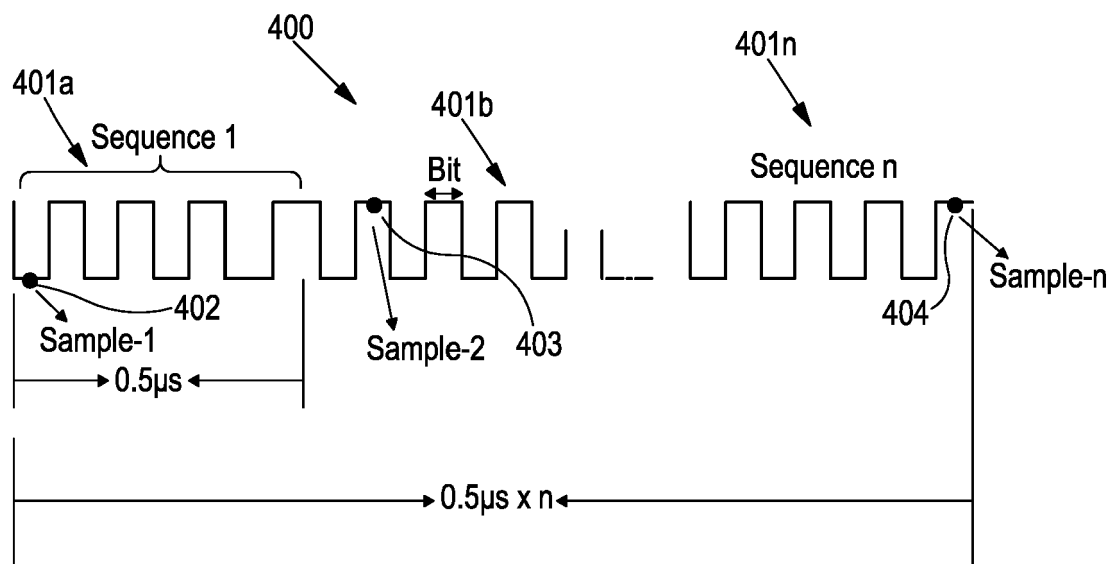 400
401n
401a
401b
Sequence 1
Bit
Sequence n
402
Sample-1
Sample-2
403
404
Sample-n
0.5µs
0.5µs x n